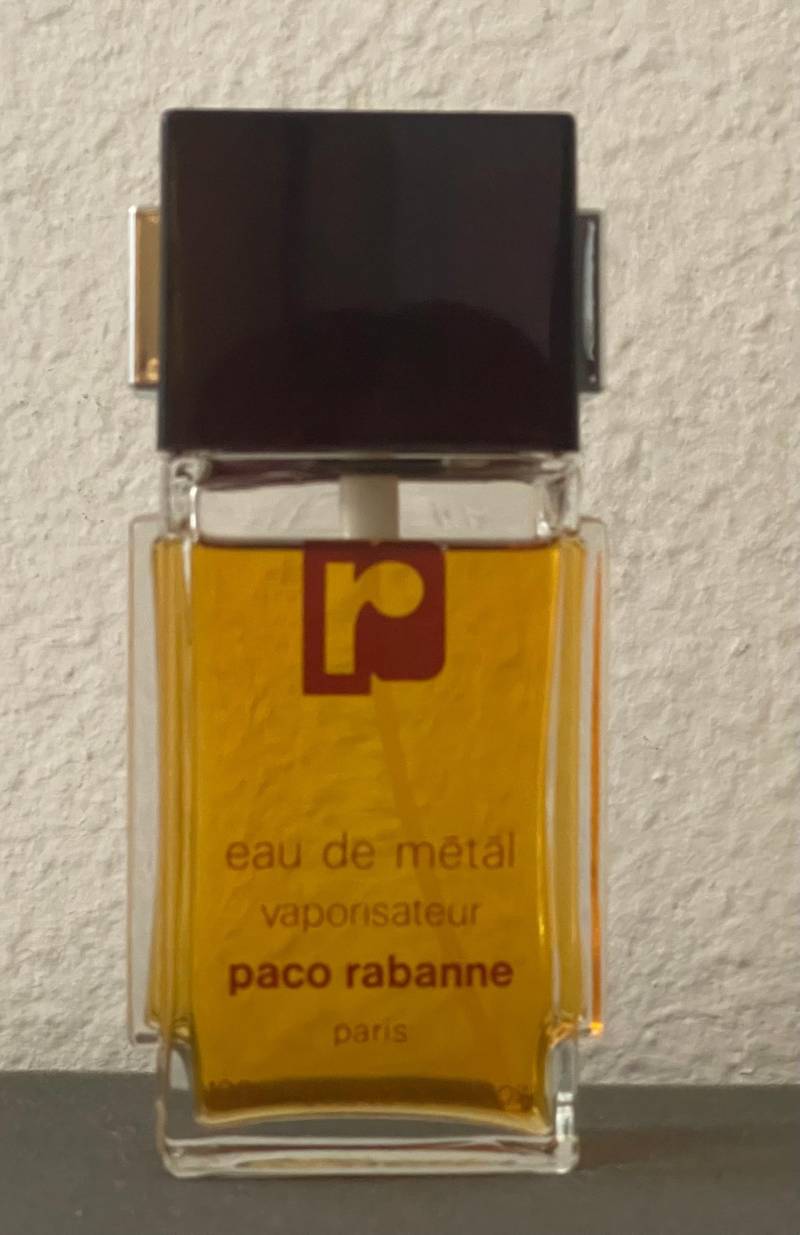 r
eau de mētāl
vaporisateur
paco rabanne
paris